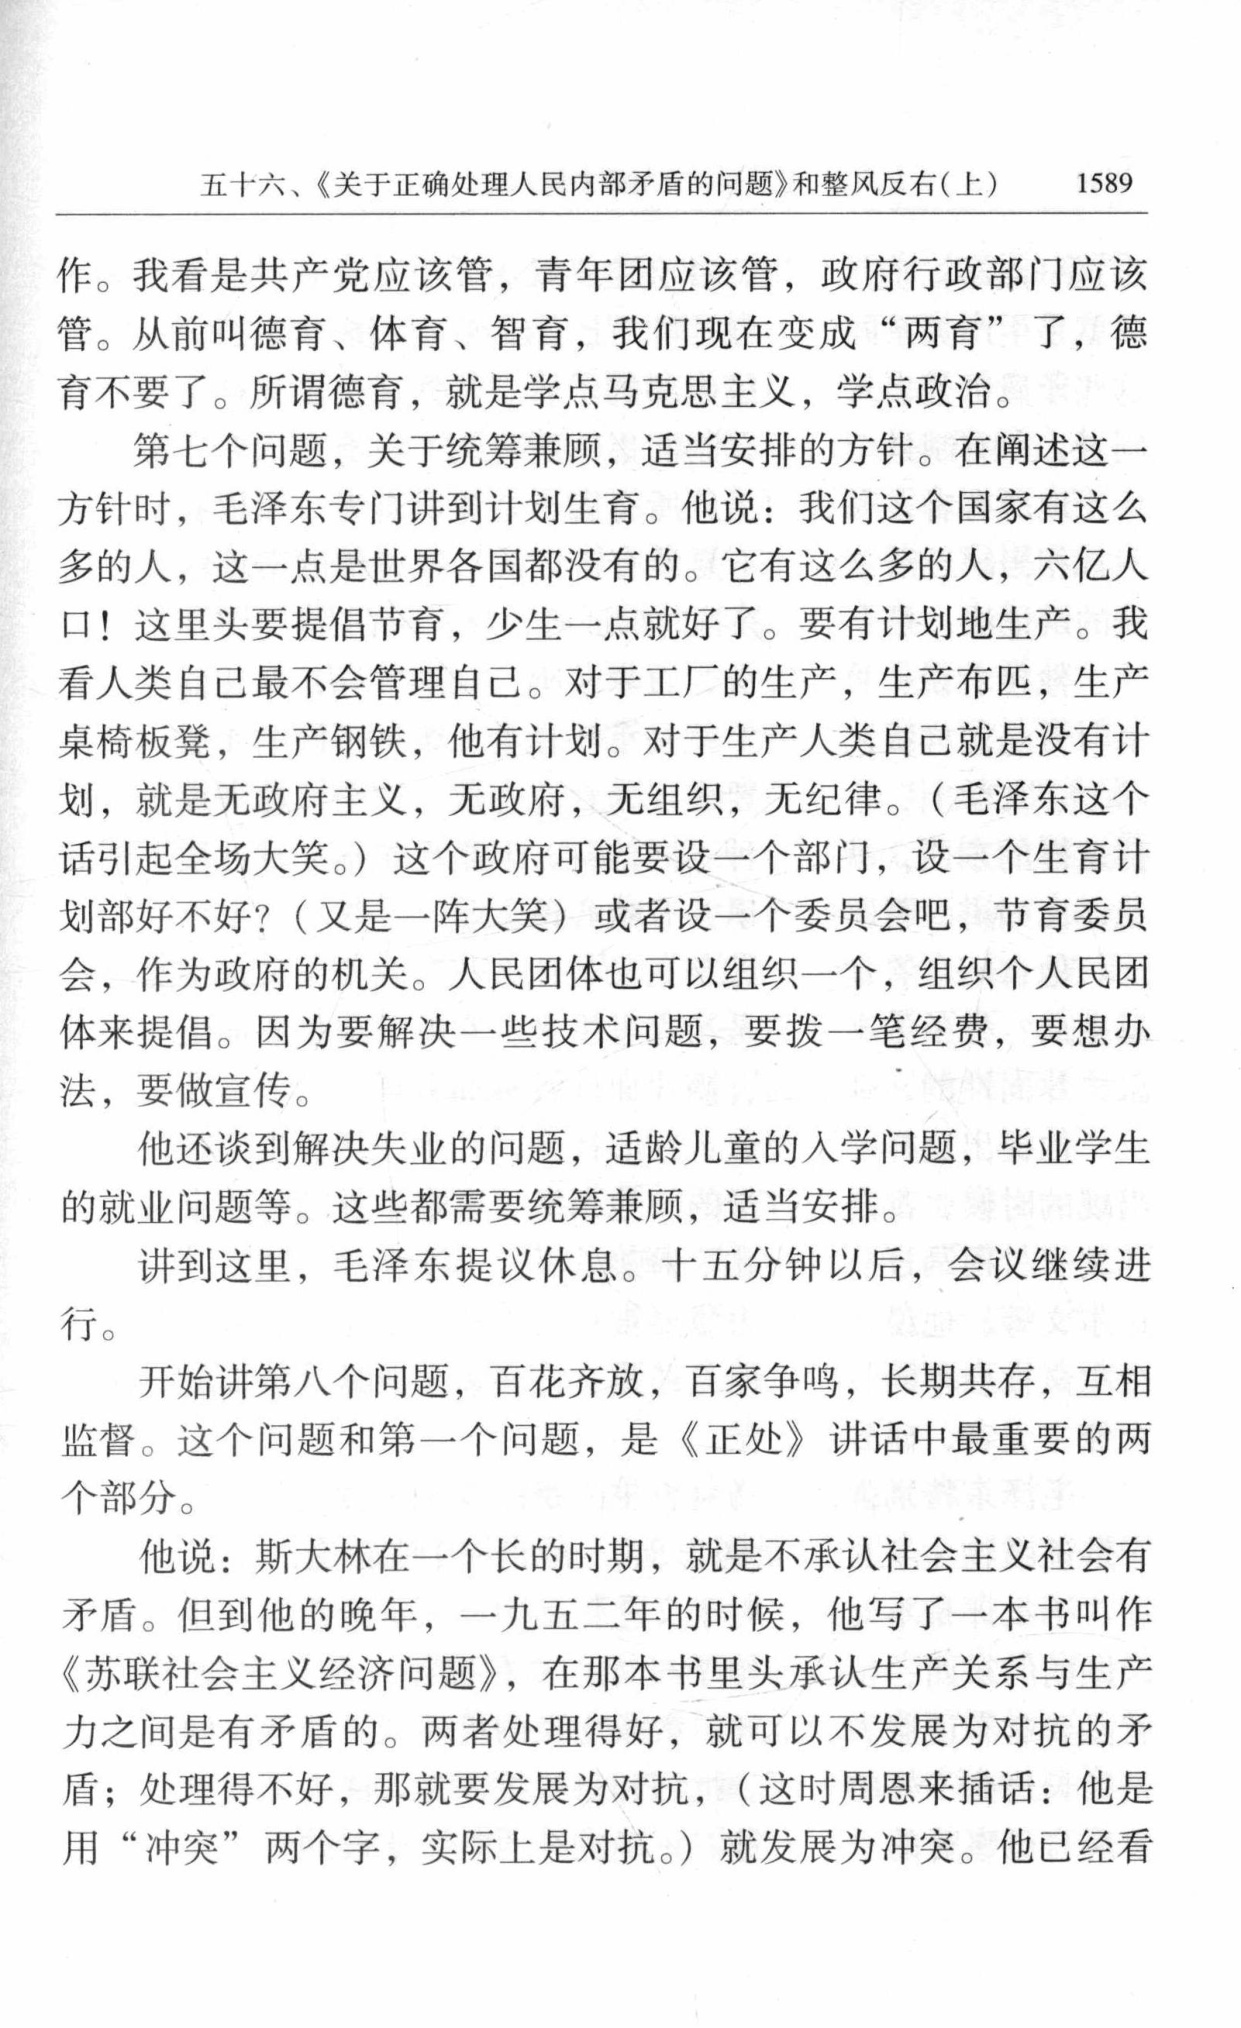 五十六、《关于正确处理人民内部矛盾的问题》和整风反右(上) 1589
作。我看是共产党应该管，青年团应该管，政府行政部门应该
管。从前叫德育、体育、智育，我们现在变成“两育”了，德
育不要了。所谓德育，就是学点马克思主义，学点政治。
第七个问题，关于统筹兼顾，适当安排的方针。在阐述这一
方针时，毛泽东专门讲到计划生育。他说：我们这个国家有这么
多的人，这一点是世界各国都没有的。它有这么多的人，六亿人
口！这里头要提倡节育，少生一点就好了。要有计划地生产。我
看人类自己最不会管理自己。对于工厂的生产，生产布匹，生产
桌椅板凳，生产钢铁，他有计划。对于生产人类自己就是没有计
划，就是无政府主义，无政府，无组织，无纪律。（毛泽东这个
话引起全场大笑。）这个政府可能要设一个部门，设一个生育计
划部好不好？（又是一阵大笑）或者设一个委员会吧，节育委员
会，作为政府的机关。人民团体也可以组织一个，组织个人民团
体来提倡。因为要解决一些技术问题，要拨一笔经费，要想办
法，要做宣传。
他还谈到解决失业的问题，适龄儿童的入学问题，毕业学生
的就业问题等。这些都需要统筹兼顾，适当安排。
讲到这里，毛泽东提议休息。十五分钟以后，会议继续进
行。
开始讲第八个问题，百花齐放，百家争鸣，长期共存，互相
监督。这个问题和第一个问题，是《正处》讲话中最重要的两
个部分。
他说：斯大林在一个长的时期，就是不承认社会主义社会有
矛盾。但到他的晚年，一九五二年的时候，他写了一本书叫作
《苏联社会主义经济问题》，在那本书里头承认生产关系与生产
力之间是有矛盾的。两者处理得好，就可以不发展为对抗的矛
盾；处理得不好，那就要发展为对抗，（这时周恩来插话：他是
用“冲突”两个字，实际上是对抗。）就发展为冲突。他已经看